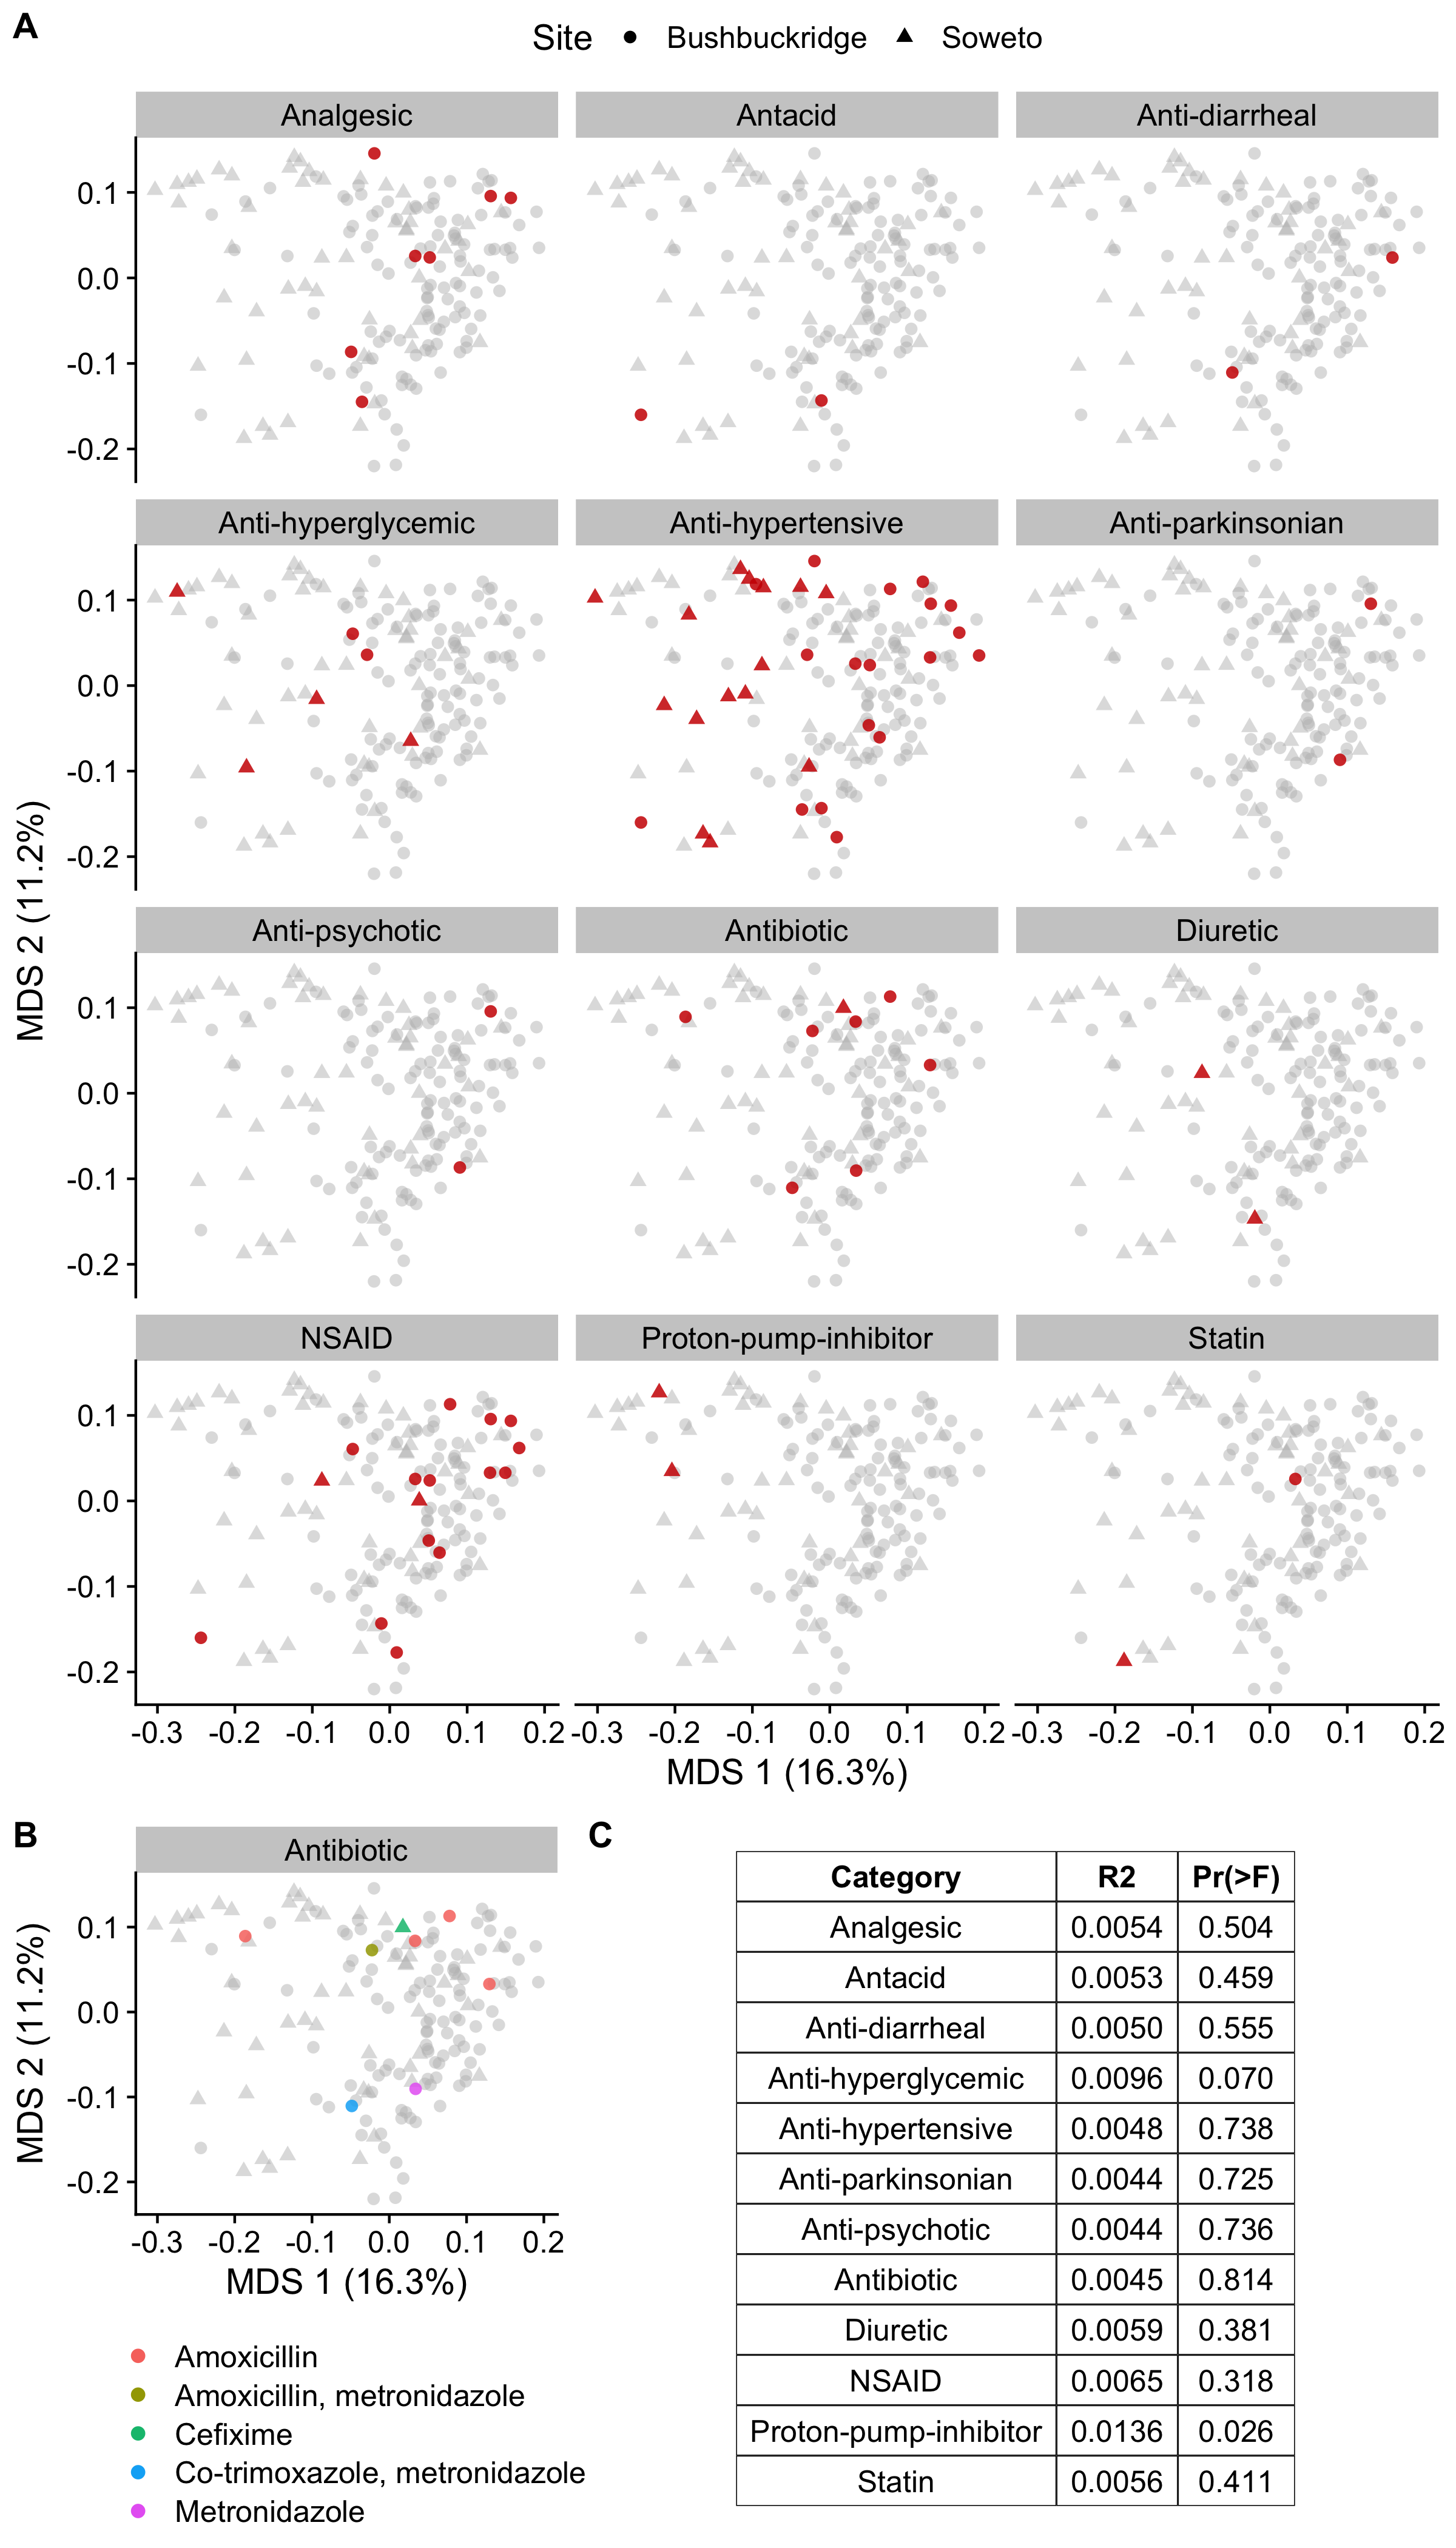 A
Site Bushbuckridge Soweto
Analgesic Antacid Anti-diarrheal
0.1
0.0
-0.1
-0.2
Anti-hyperglycemic Anti-hypertensive Anti-parkinsonian
0.1
0.0
-0.1
-0.2
MDS 2 (11.2%)
Anti-psychotic Antibiotic Diuretic
0.1
0.0
-0.1
-0.2
NSAID Proton-pump-inhibitor Statin
0.1
0.0
-0.1
-0.2
-0.3 -0.2 -0.1 0.0 0.1 0.2 -0.3 -0.2 -0.1 0.0 0.1 0.2 -0.3 -0.2 -0.1 0.0 0.1 0.2
MDS 1 (16.3%)
B
Antibiotic
MDS 2 (11.2%)
0.1
0.0
-0.1
-0.2
-0.3 -0.2 -0.1 0.0 0.1 0.2
MDS 1 (16.3%)
Amoxicillin
Amoxicillin, metronidazole
Cefixime
Co-trimoxazole, metronidazole
Metronidazole
C
Category R2 Pr(>F)
Analgesic 0.0054 0.504
Antacid 0.0053 0.459
Anti-diarrheal 0.0050 0.555
Anti-hyperglycemic 0.0096 0.070
Anti-hypertensive 0.0048 0.738
Anti-parkinsonian 0.0044 0.725
Anti-psychotic 0.0044 0.736
Antibiotic 0.0045 0.814
Diuretic 0.0059 0.381
NSAID 0.0065 0.318
Proton-pump-inhibitor 0.0136 0.026
Statin 0.0056 0.411